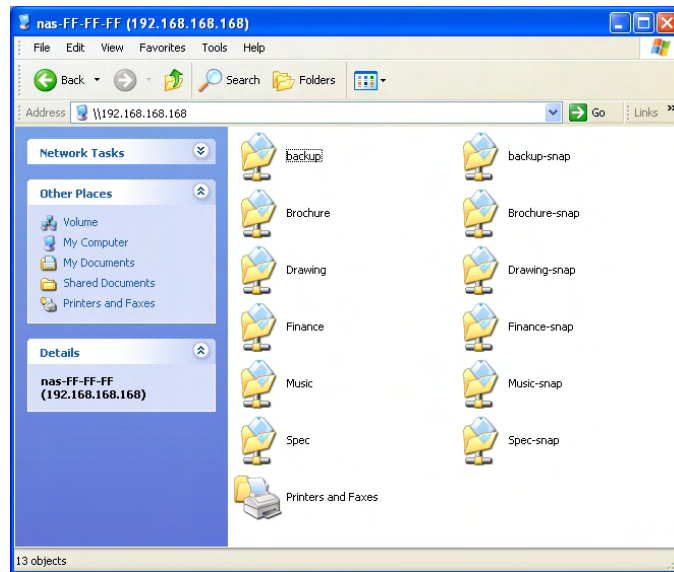 nas-FF-FF-FF (192.168.168.168)
File Edit View Favorites Tools Help
Back Search Folders
Address \\192.168.168.168 Go Links »
Network Tasks
Other Places
Volume
My Computer
My Documents
Shared Documents
Printers and Faxes
Details
nas-FF-FF-FF
(192.168.168.168)
backup backup-snap
Brochure Brochure-snap
Drawing Drawing-snap
Finance Finance-snap
Music Music-snap
Spec Spec-snap
Printers and Faxes
13 objects